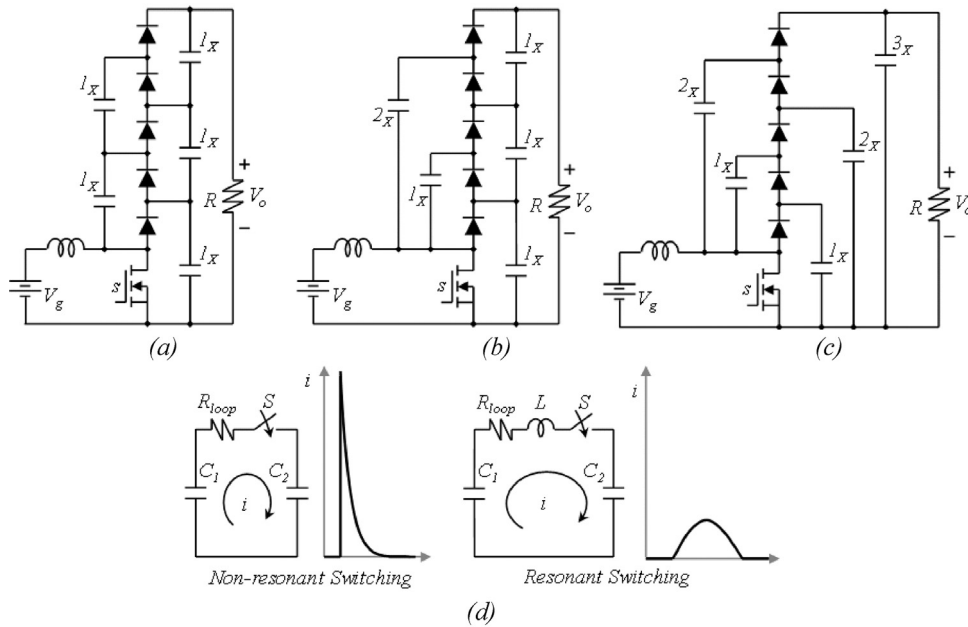 1X
1X
1X
1X
1X
+
R
Vo
−
Vg
s
(a)
2X
1X
1X
1X
1X
+
R
Vo
−
Vg
s
(b)
3X
2X
2X
1X
1X
+
R
Vo
−
Vg
s
(c)
Rloop S
C1 C2
i
i
Non-resonant Switching
Rloop L S
C1 C2
i
i
Resonant Switching
(d)